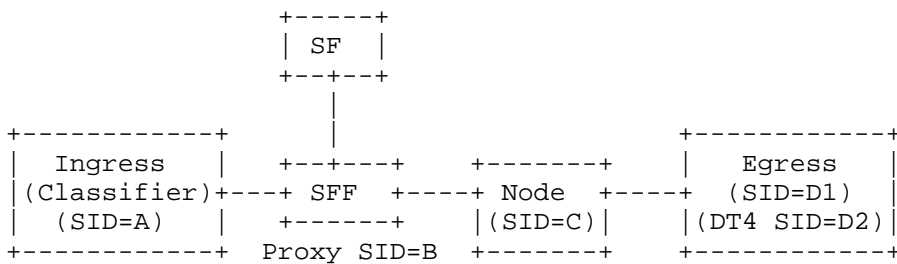 SF
Ingress Egress
(Classifier) SFF Node (SID=D1)
(SID=A) (SID=C) (DT4 SID=D2)
Proxy SID=B